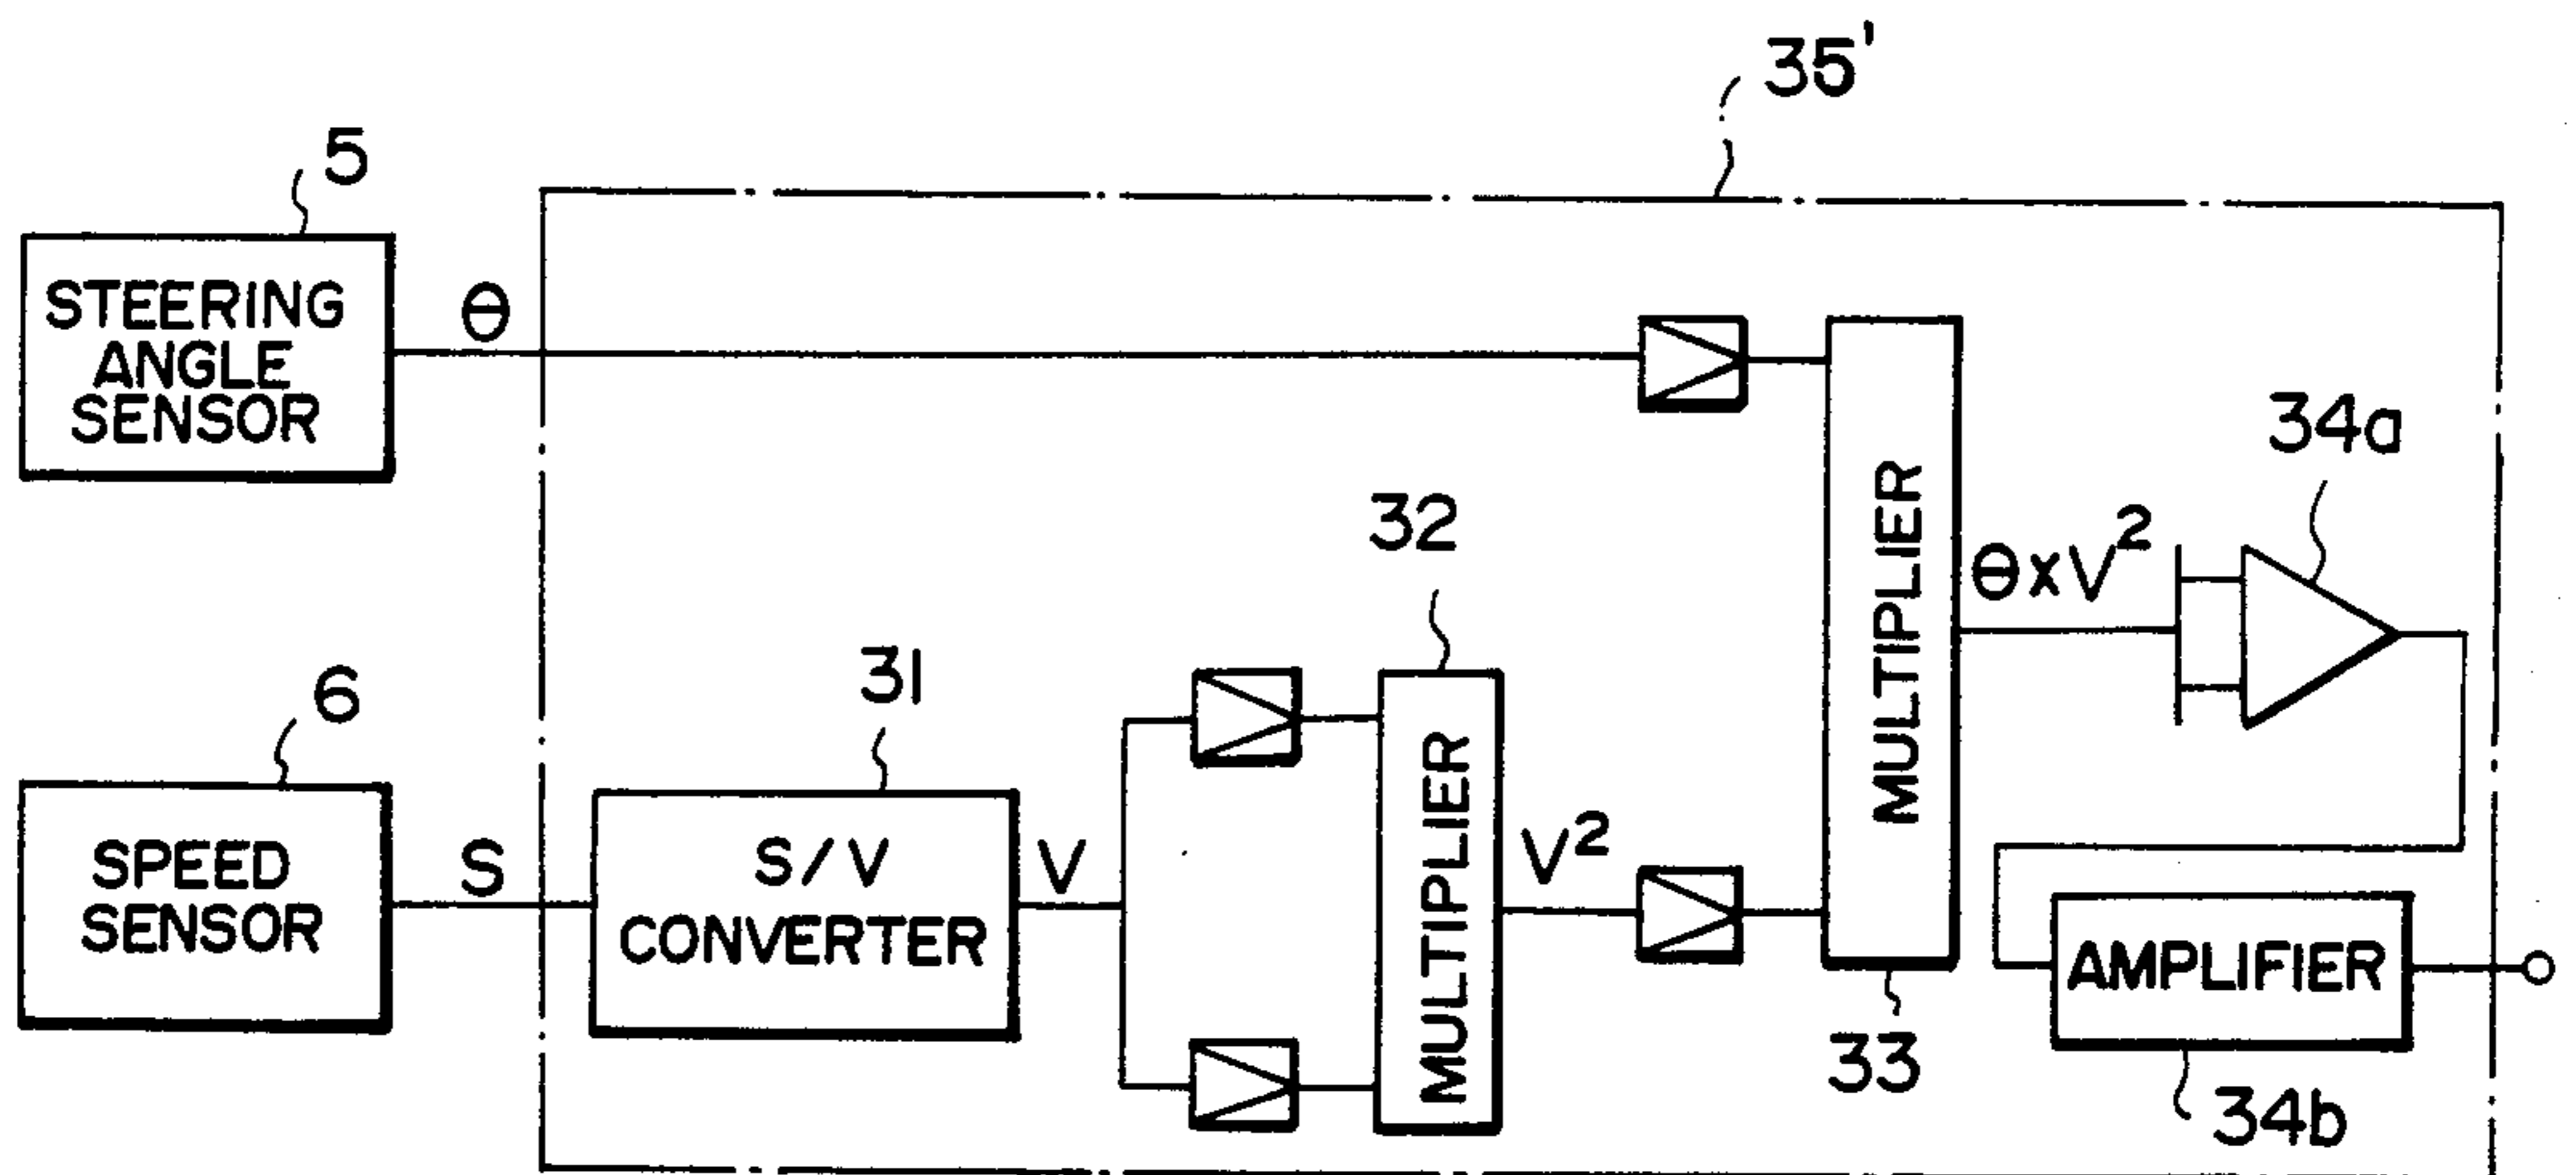 35'
5
STEERING
ANGLE
SENSOR
θ
34a
32
MULTIPLIER
θxV²
6
31
SPEED
SENSOR
S
S/V
CONVERTER
V
MULTIPLIER
V²
AMPLIFIER
33
34b